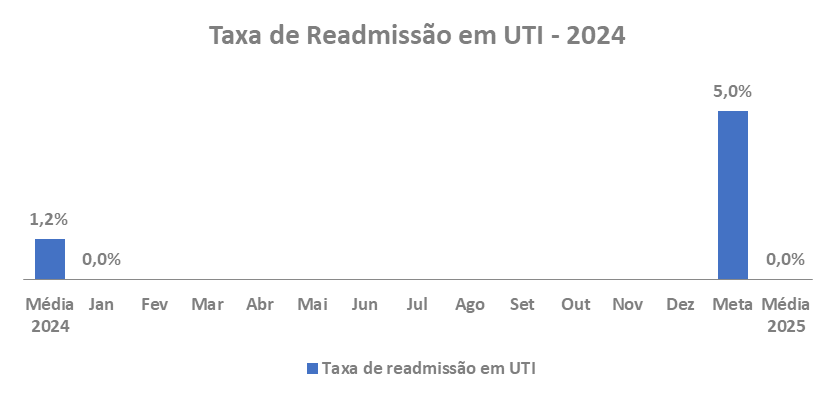 Taxa de Readmissão em UTI - 2024
5,0%
1,2%
0,0%
0,0%
Média 2024
Jan
Fev
Mar
Abr
Mai
Jun
Jul
Ago
Set
Out
Nov
Dez
Meta
Média 2025
Taxa de readmissão em UTI